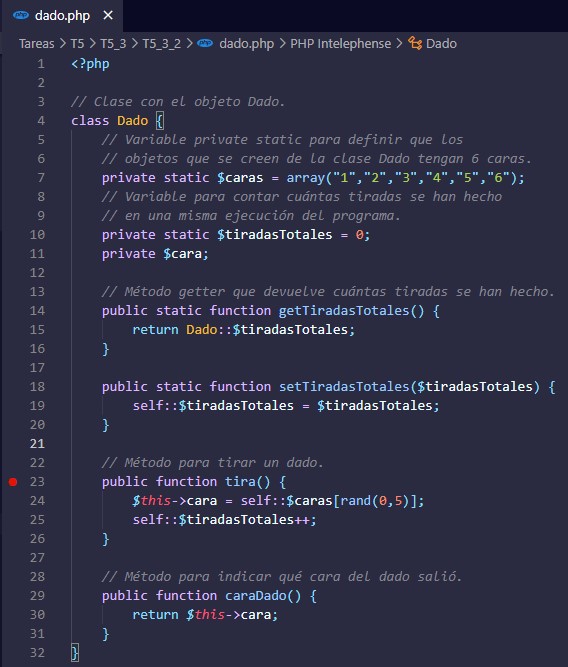 dado.php ×
Tareas > T5 > T5_3 > T5_3_2 > dado.php > PHP Intelephense > Dado
1 <?php
2
3 // Clase con el objeto Dado.
4 class Dado {
5     // Variable private static para definir que los
6     // objetos que se creen de la clase Dado tengan 6 caras.
7     private static $caras = array("1","2","3","4","5","6");
8     // Variable para contar cuántas tiradas se han hecho
9     // en una misma ejecución del programa.
10     private static $tiradasTotales = 0;
11     private $cara;
12
13     // Método getter que devuelve cuántas tiradas se han hecho.
14     public static function getTiradasTotales() {
15         return Dado::$tiradasTotales;
16     }
17
18     public static function setTiradasTotales($tiradasTotales) {
19         self::$tiradasTotales = $tiradasTotales;
20     }
21
22     // Método para tirar un dado.
23     public function tira() {
24         $this->cara = self::$caras[rand(0,5)];
25         self::$tiradasTotales++;
26     }
27
28     // Método para indicar qué cara del dado salió.
29     public function caraDado() {
30         return $this->cara;
31     }
32 }